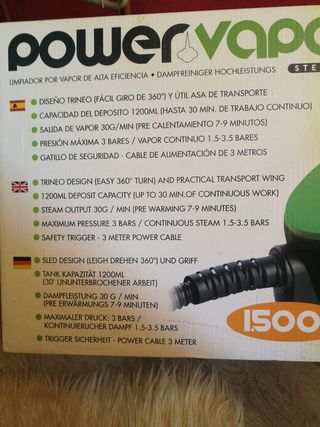 power vapo
STE
LIMPIADOR POR VAPOR DE ALTA EFICIENCIA • DAMPFREINIGER HOCHLEISTUNGS
• DISEÑO TRINEO (FÁCIL GIRO DE 360°) Y ÚTIL ASA DE TRANSPORTE
• CAPACIDAD DEL DEPOSITO 1200ML (HASTA 30 MIN. DE TRABAJO CONTINUO)
• SALIDA DE VAPOR 30G/MIN (PRE CALENTAMIENTO 7-9 MINUTOS)
• PRESIÓN MÁXIMA 3 BARES / VAPOR CONTINUO 1.5-3.5 BARES
• GATILLO DE SEGURIDAD - CABLE DE ALIMENTACIÓN DE 3 METROS
• TRINEO DESIGN (EASY 360° TURN) AND PRACTICAL TRANSPORT WING
• 1200ML DEPOSIT CAPACITY (UP TO 30 MIN.OF CONTINUOUS WORK)
• STEAM OUTPUT 30G / MIN (PRE WARMING 7-9 MINUTES)
• MAXIMUM PRESSURE 3 BARS / CONTINUOUS STEAM 1.5-3.5 BARS
• SAFETY TRIGGER - 3 METER POWER CABLE
• SLED DESIGN (LEIGH DREHEN 360°) UND GRIFF
• TANK KAPAZITÄT 1200ML
(30' UNUNTERBROCHENER ARBEIT)
• DAMPFLEISTUNG 30 G / MIN
(PRE ERWÄRMUNGS 7-9 MINUTEN)
• MAXIMALER DRUCK: 3 BARS /
KONTINUIERLICHER DAMPF 1.5-3.5 BARS
• TRIGGER SICHERHEIT - POWER CABLE 3 METER
1500